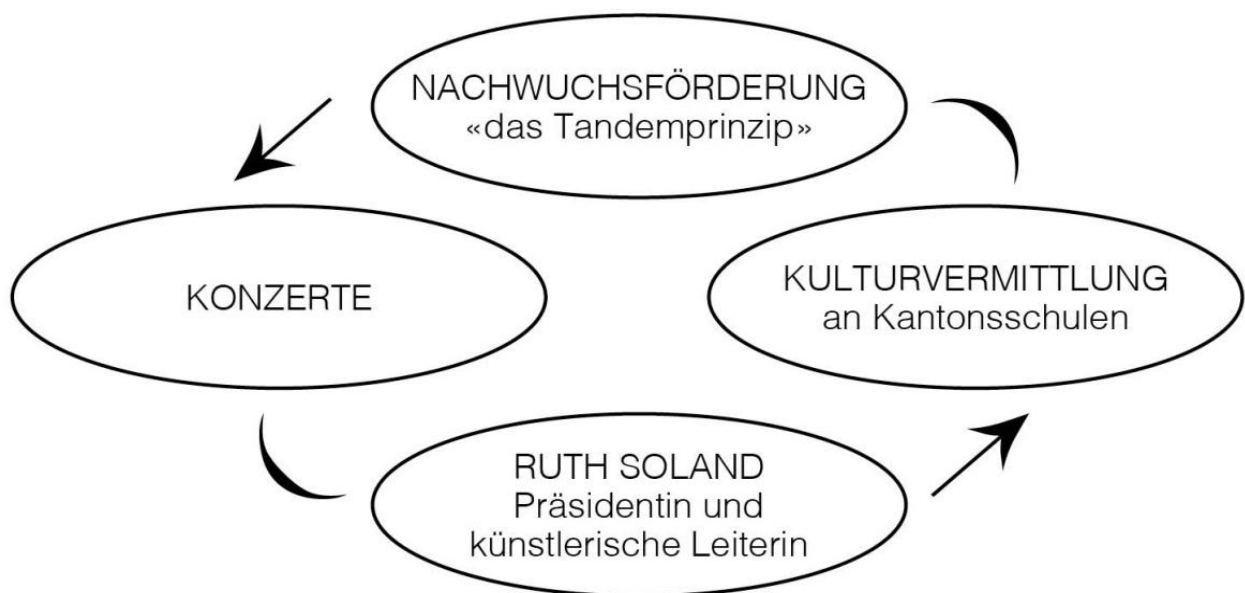 NACHWUCHSFÖRDERUNG
«das Tandemprinzip»
KONZERTE
KULTURVERMITTLUNG
an Kantonsschulen
RUTH SOLAND
Präsidentin und
künstlerische Leiterin